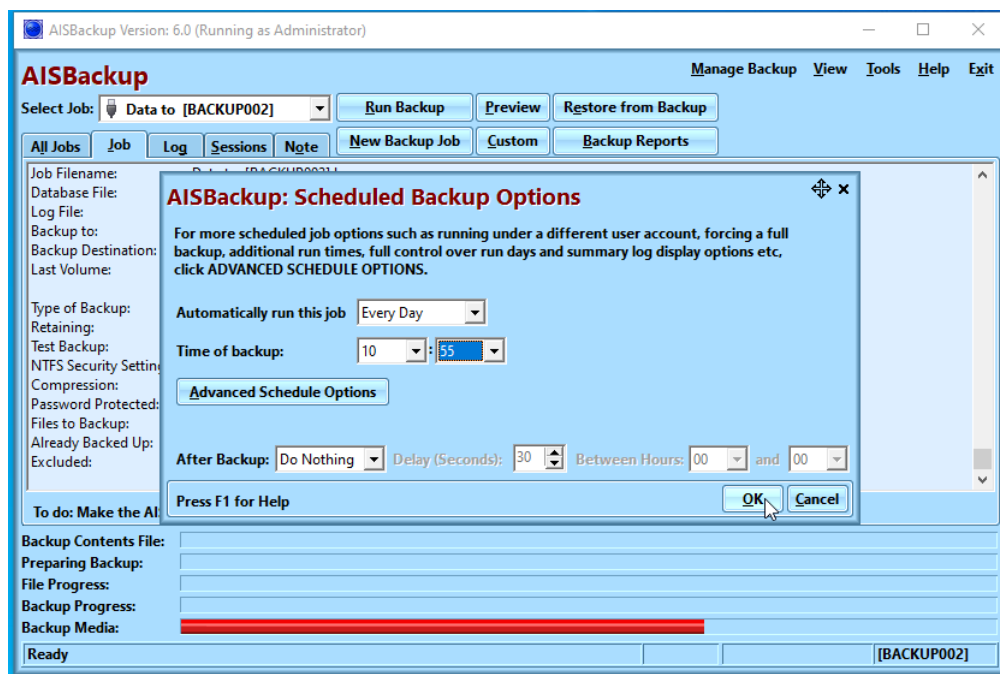 AISBackup Version: 6.0 (Running as Administrator)
AISBackup
Manage Backup View Tools Help Exit
Select Job: Data to [BACKUP002] Run Backup Preview Restore from Backup
All Jobs Job Log Sessions Note New Backup Job Custom Backup Reports
Job Filename:
Database File:
Log File:
Backup to:
Backup Destination:
Last Volume:
Type of Backup:
Retaining:
Test Backup:
NTFS Security Settin
Compression:
Password Protected:
Files to Backup:
Already Backed Up:
Excluded:
To do: Make the AI
AISBackup: Scheduled Backup Options
For more scheduled job options such as running under a different user account, forcing a full
backup, additional run times, full control over run days and summary log display options etc,
click ADVANCED SCHEDULE OPTIONS.
Automatically run this job Every Day
Time of backup: 10 : 55
Advanced Schedule Options
After Backup: Do Nothing Delay (Seconds): 30 Between Hours: 00 and 00
Press F1 for Help OK Cancel
Backup Contents File:
Preparing Backup:
File Progress:
Backup Progress:
Backup Media:
Ready [BACKUP002]